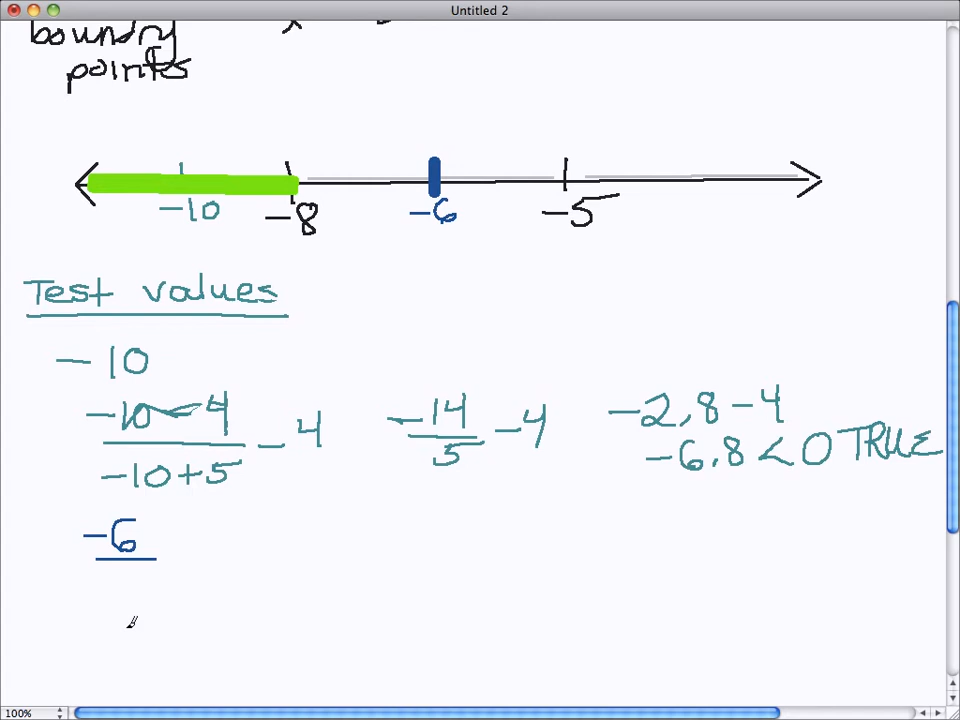 Untitled 2
boundry
points
-10 -8 -6 -5
Test values
-10
-10-4
-10+5
-4
-14
5
-4
-2.8-4
-6.8<0 TRUE
-6
100%